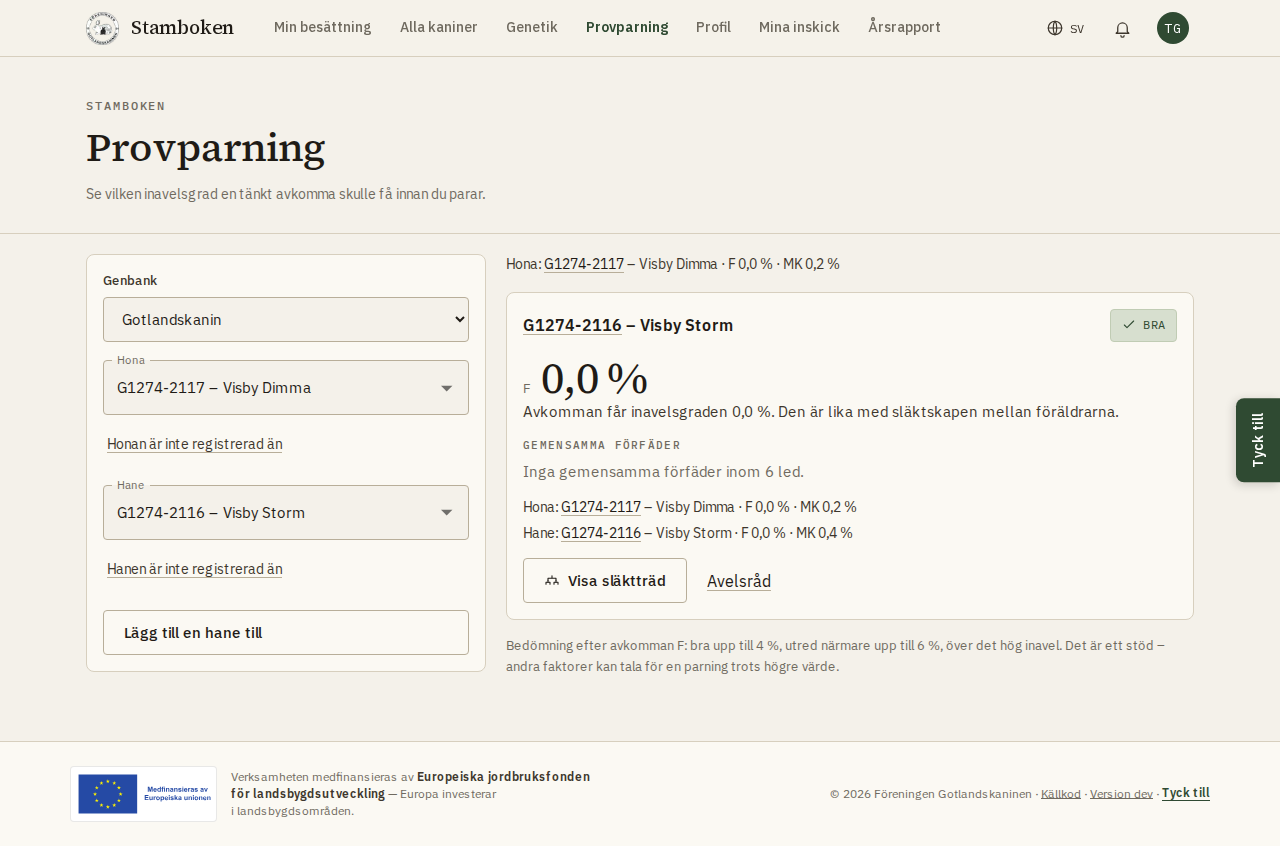 Stamboken
Min besättning
Alla kaniner
Genetik
Provparning
Profil
Mina inskick
Årsrapport
SV
TG
STAMBOKEN
Provparning
Se vilken inavelsgrad en tänkt avkomma skulle få innan du parar.
Genbank
Gotlandskanin
Hona
G1274-2117 – Visby Dimma
Honan är inte registrerad än
Hane
G1274-2116 – Visby Storm
Hanen är inte registrerad än
Lägg till en hane till
Hona: G1274-2117 – Visby Dimma · F 0,0 % · MK 0,2 %
G1274-2116 – Visby Storm
BRA
F 0,0 %
Avkomman får inavelsgraden 0,0 %. Den är lika med släktskapen mellan föräldrarna.
GEMENSAMMA FÖRFÄDER
Inga gemensamma förfäder inom 6 led.
Hona: G1274-2117 – Visby Dimma · F 0,0 % · MK 0,2 %
Hane: G1274-2116 – Visby Storm · F 0,0 % · MK 0,4 %
Visa släktträd
Avelsråd
Bedömning efter avkomman F: bra upp till 4 %, utred närmare upp till 6 %, över det hög inavel. Det är ett stöd –
andra faktorer kan tala för en parning trots högre värde.
Tyck till
Medfinansieras av
Europeiska unionen
Verksamheten medfinansieras av Europeiska jordbruksfonden
för landsbygdsutveckling — Europa investerar
i landsbygdsområden.
© 2026 Föreningen Gotlandskaninen · Källkod · Version dev · Tyck till